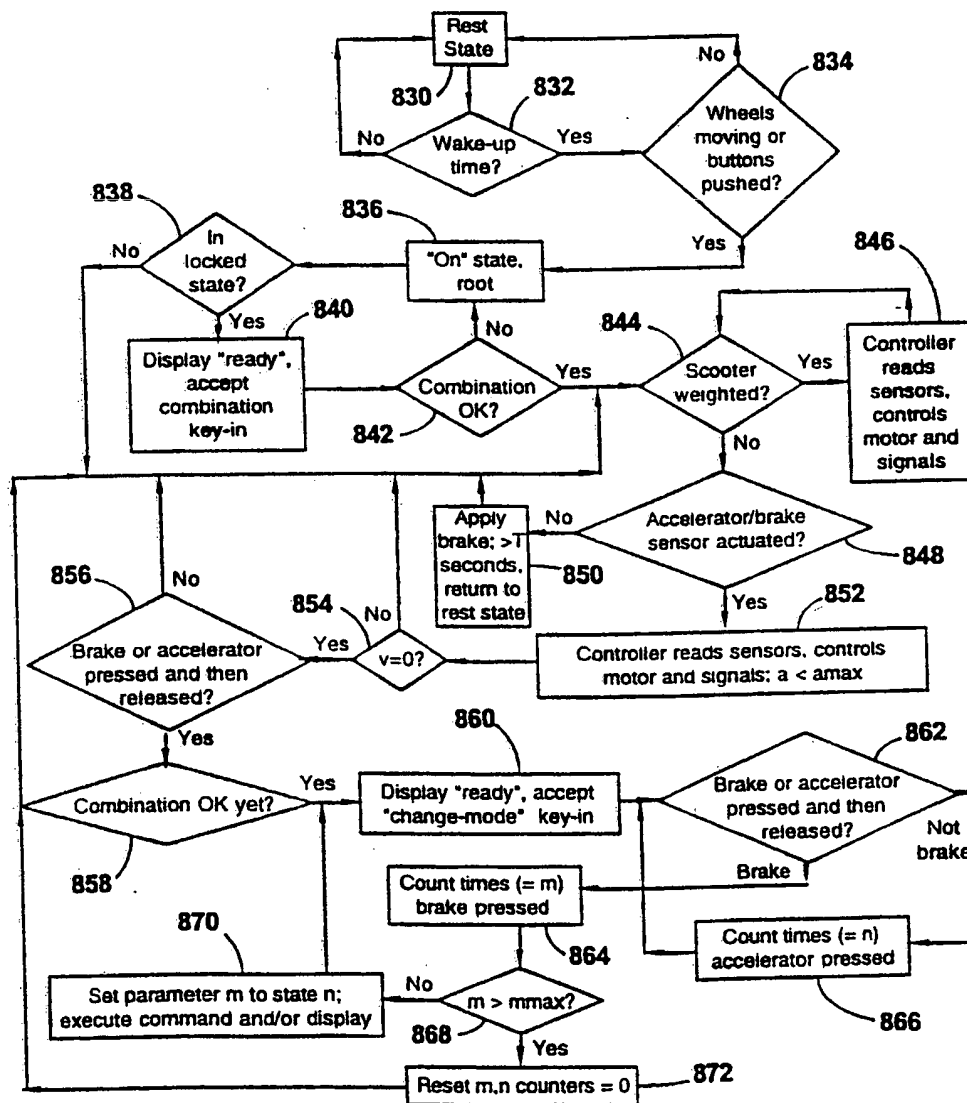 Rest
State
830
832
834
No
No
Yes
Wake-up
time?
Wheels
moving or
buttons
pushed?
Yes
838
836
846
No
In
locked
state?
"On" state,
root
Yes
840
844
No
Display "ready",
accept
combination
key-in
Combination
OK?
842
Yes
Scooter
weighted?
Yes
Controller
reads
sensors,
controls
motor and
signals
No
Apply
brake; >T
seconds,
return to
rest state
No
850
Accelerator/brake
sensor actuated?
848
856
No
854
No
Yes
852
Brake or accelerator
pressed and then
released?
Yes
v=0?
Controller reads sensors, controls
motor and signals; a < amax
Yes
860
862
Combination OK yet?
Yes
858
Display "ready", accept
"change-mode" key-in
Brake or accelerator
pressed and then
released?
Not
brake
Brake
Count times (= m)
brake pressed
864
870
Count times (= n)
accelerator pressed
866
Set parameter m to state n;
execute command and/or display
No
m > mmax?
868
Yes
Reset m,n counters = 0
872